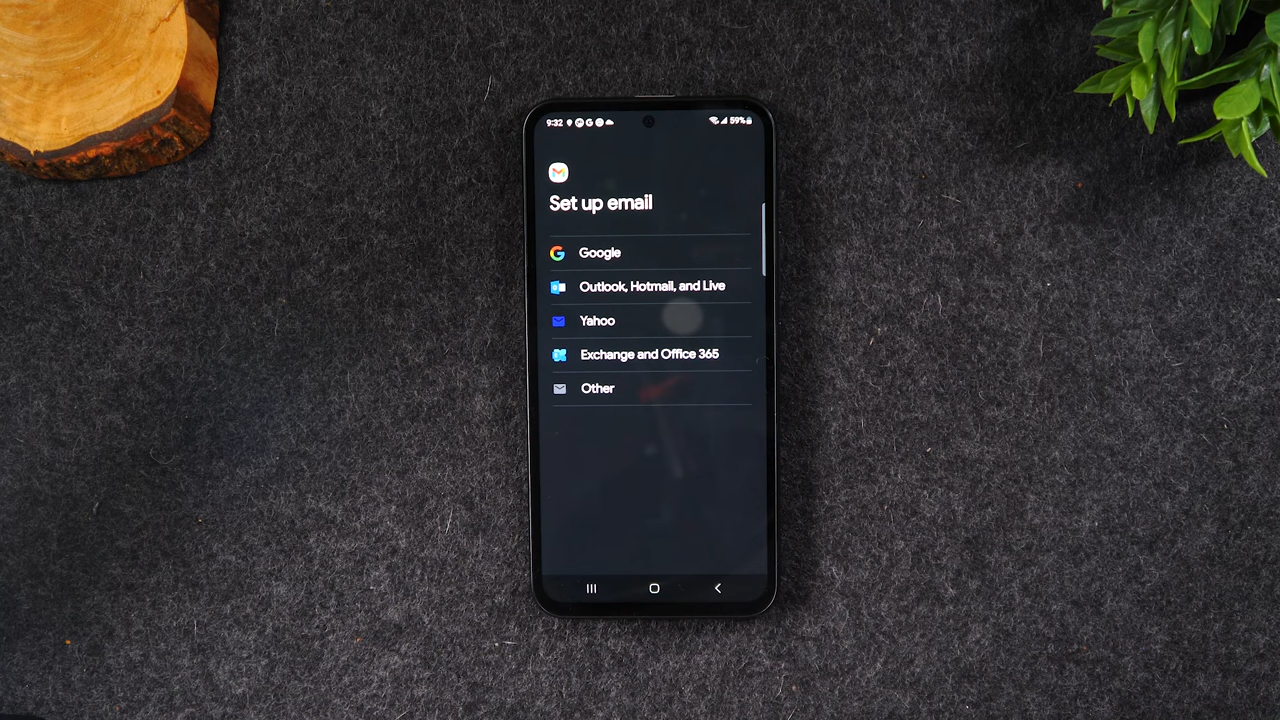 9:32 59%
Set up email
Google
Outlook, Hotmail, and Live
Yahoo
Exchange and Office 365
Other